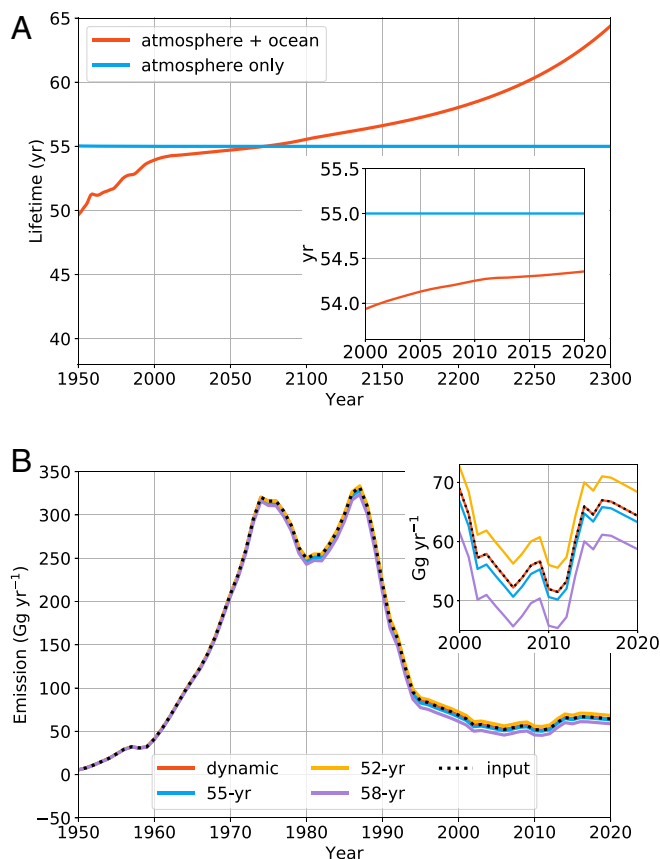 A
65
60
55
50
45
40
Lifetime (yr)
atmosphere + ocean
atmosphere only
55.5
55.0
54.5
54.0
yr
2000 2005 2010 2015 2020
1950 2000 2050 2100 2150 2200 2250 2300
Year
B
350
300
250
200
150
100
50
0
−50
Emission (Gg yr⁻¹)
70
60
50
Gg yr⁻¹
2000 2010 2020
dynamic 52-yr input
55-yr 58-yr
1950 1960 1970 1980 1990 2000 2010 2020
Year